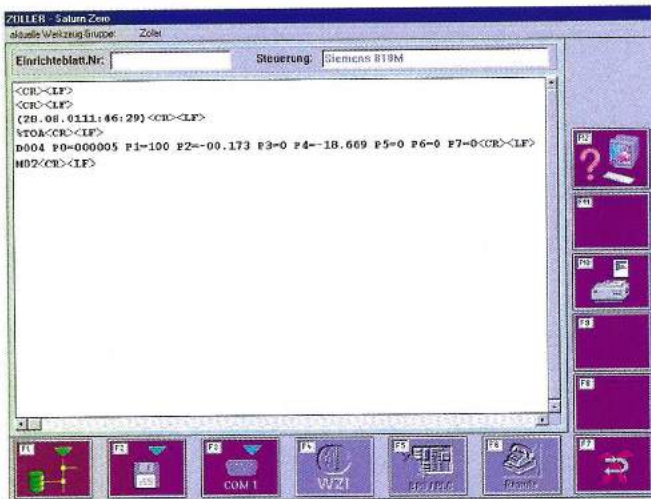 ZOLLER - Saturn Zero
aktuelle Werkzeug Gruppe: Zoller
Einrichteblatt.Nr: Steuerung: Siemens 810M
<CR><LF>
<CR><LF>
(28.08.0111:46:29)<CR><LF>
%TOA<CR><LF>
D004 P0=000005 P1=100 P2=-00.173 P3=0 P4=-18.669 P5=0 P6=0 P7=0<CR><LF>
M02<CR><LF>
F11
F10
F9
F8
F1 F2 F3 F4 F5 F6 F7
COM 1 WZI Remote